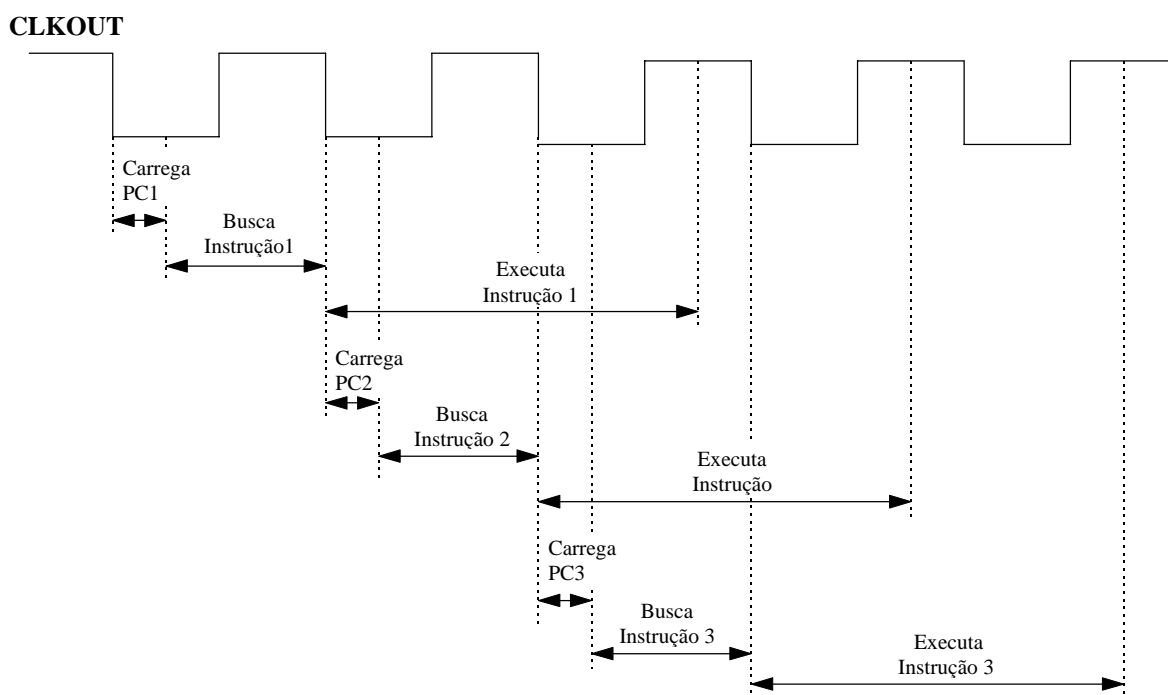 CLKOUT
Carrega
PC1
Busca
Instrução1
Executa
Instrução 1
Carrega
PC2
Busca
Instrução 2
Executa
Instrução
Carrega
PC3
Busca
Instrução 3
Executa
Instrução 3